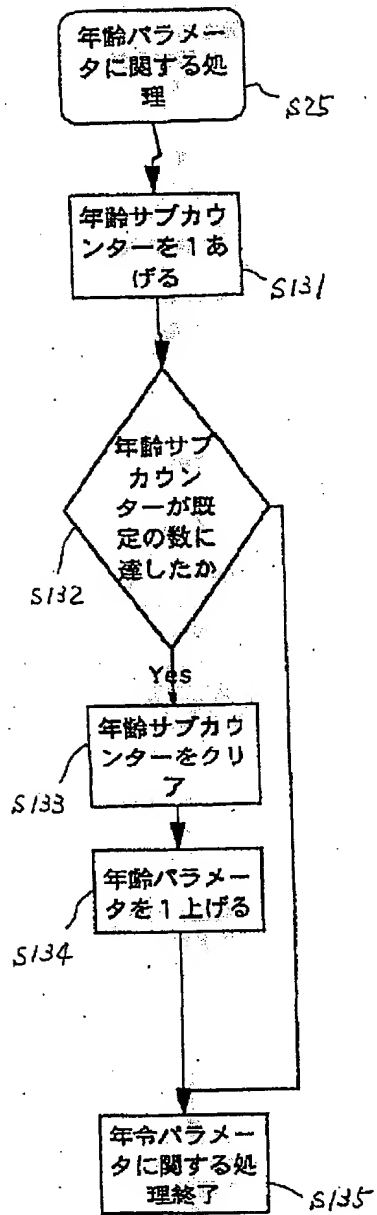 年齢パラメー
タに関する処
理
S25
年齢サブカウ
ンターを1あ
げる
S131
年齢サブ
カウン
ターが既
定の数に
達したか
S132
Yes
年齢サブカウ
ンターをクリ
ア
S133
年齢パラメー
タを1上げる
S134
年令パラメー
タに関する処
理終了
S135